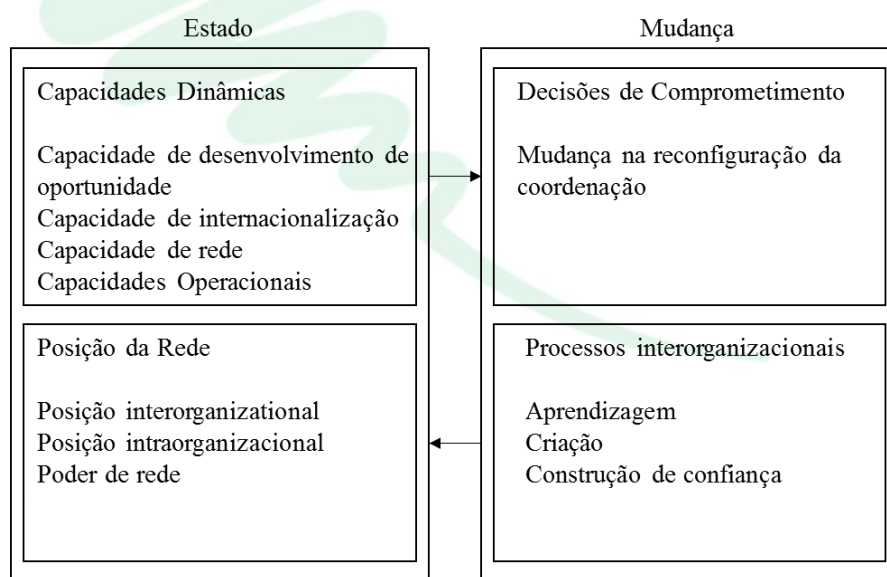 Estado
Capacidades Dinâmicas
Capacidade de desenvolvimento de
oportunidade
Capacidade de internacionalização
Capacidade de rede
Capacidades Operacionais
Posição da Rede
Posição interorganizational
Posição intraorganizacional
Poder de rede
Mudança
Decisões de Comprometimento
Mudança na reconfiguração da
coordenação
Processos interorganizacionais
Aprendizagem
Criação
Construção de confiança